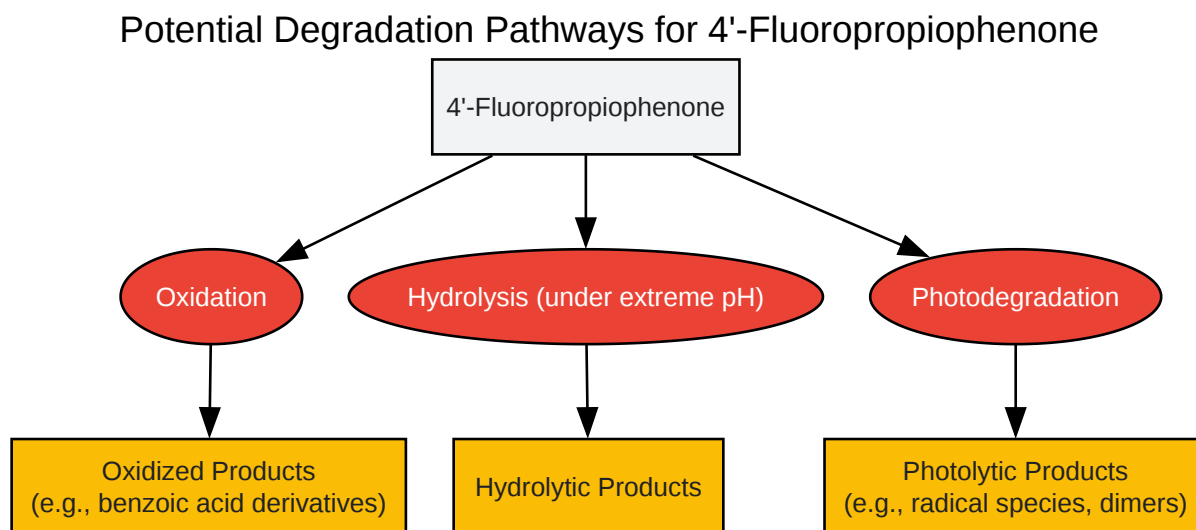 Potential Degradation Pathways for 4'-Fluoropropiophenone
4'-Fluoropropiophenone
Oxidation
Hydrolysis (under extreme pH)
Photodegradation
Oxidized Products
(e.g., benzoic acid derivatives)
Hydrolytic Products
Photolytic Products
(e.g., radical species, dimers)